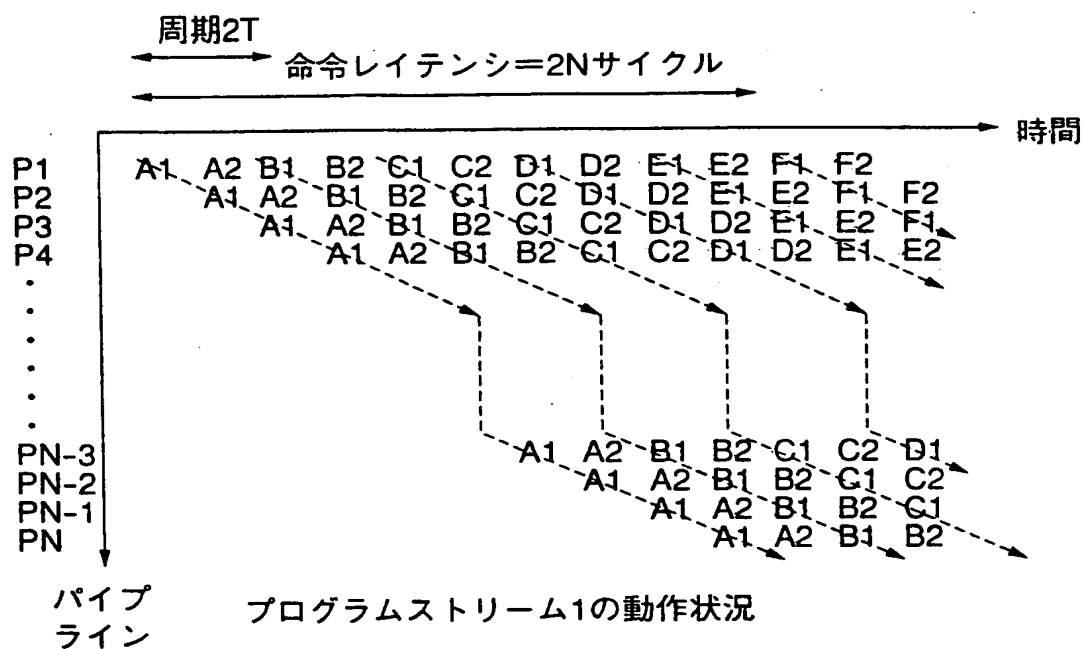 周期2T
命令レイテンシ=2Nサイクル
時間
P1 A1 A2 B1 B2 C1 C2 D1 D2 E1 E2 F1 F2
P2 A1 A2 B1 B2 C1 C2 D1 D2 E1 E2 F1 F2
P3 A1 A2 B1 B2 C1 C2 D1 D2 E1 E2 F1
P4 A1 A2 B1 B2 C1 C2 D1 D2 E1 E2
PN-3 A1 A2 B1 B2 C1 C2 D1
PN-2 A1 A2 B1 B2 C1 C2
PN-1 A1 A2 B1 B2 C1
PN A1 A2 B1 B2
パイプ
ライン
プログラムストリーム1の動作状況